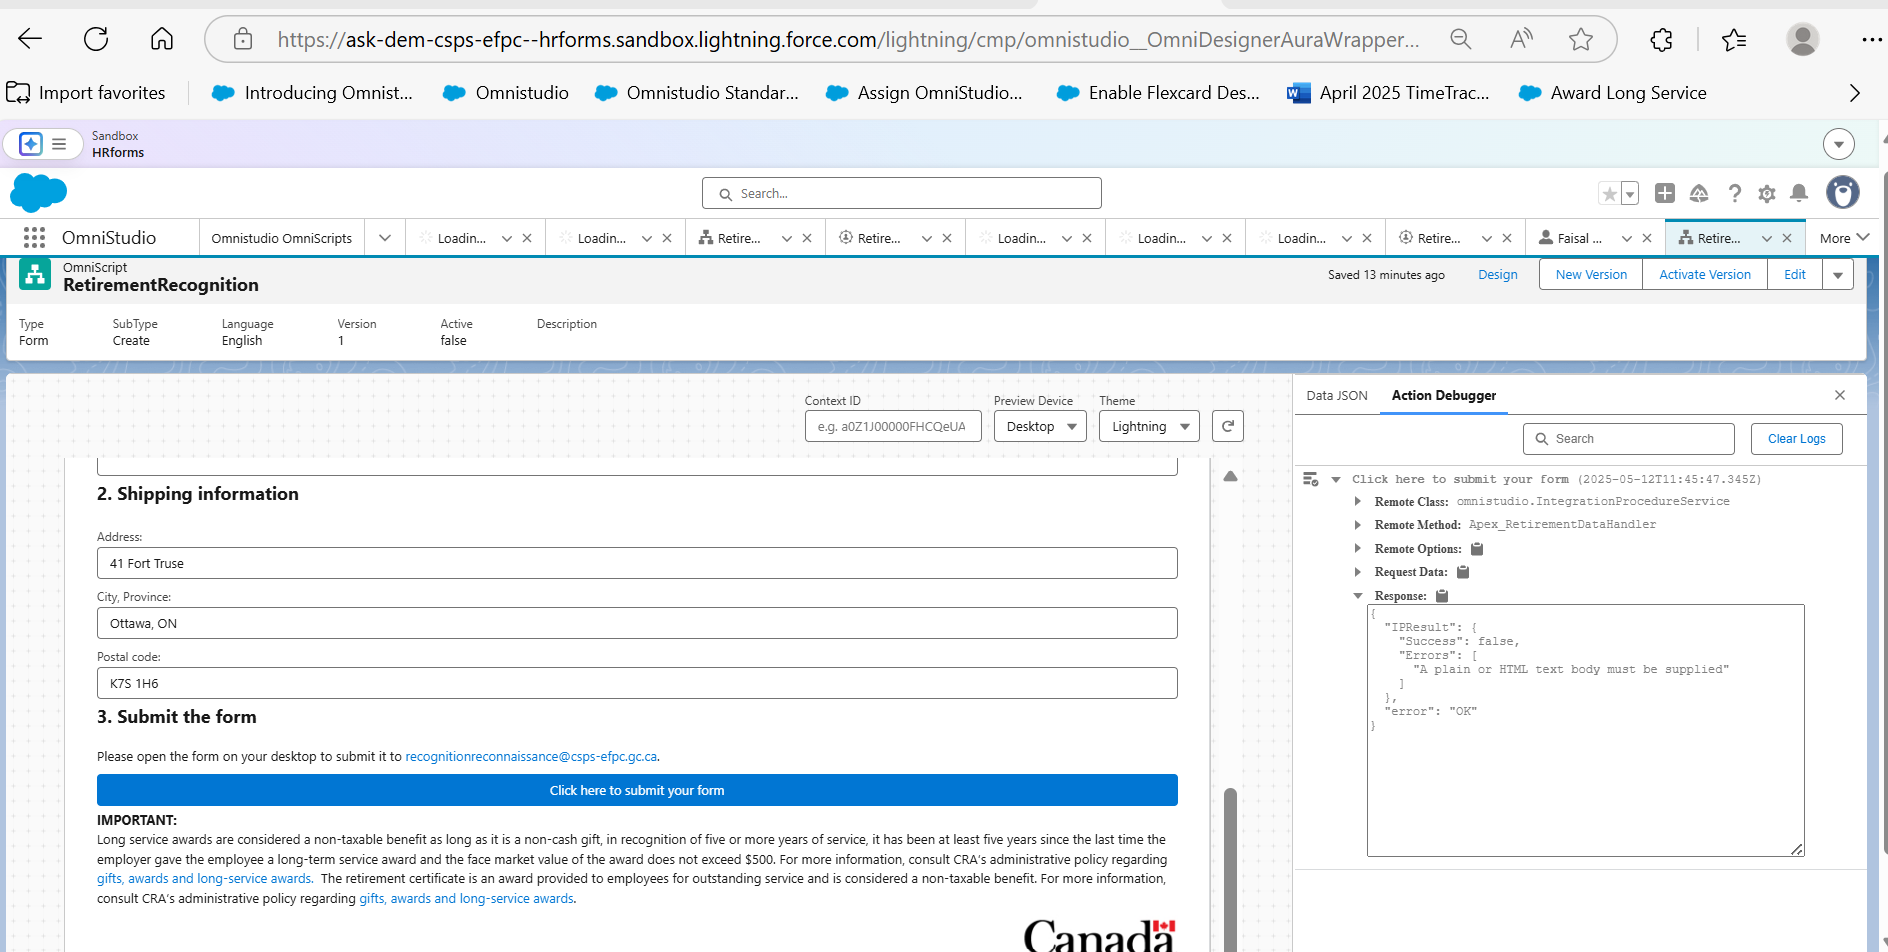 https://ask-dem-csps-efpc--hrforms.sandbox.lightning.force.com/lightning/cmp/omnistudio__OmniDesignerAuraWrapper...
Import favorites
Introducing Omnist...
Omnistudio
Omnistudio Standar...
Assign OmniStudio...
Enable Flexcard Des...
April 2025 TimeTrac...
Award Long Service
Sandbox
HRforms
Search...
OmniStudio
Omnistudio OmniScripts
Loadin...
Loadin...
Retire...
Retire...
Loadin...
Loadin...
Loadin...
Retire...
Faisal ...
Retire...
More
OmniScript
RetirementRecognition
Saved 13 minutes ago
Design
New Version
Activate Version
Edit
Type
Form
SubType
Create
Language
English
Version
1
Active
false
Description
Context ID
e.g. a0Z1J00000FHCQeUA
Preview Device
Desktop
Theme
Lightning
Data JSON
Action Debugger
Search
Clear Logs
2. Shipping information
Address:
41 Fort Truse
City, Province:
Ottawa, ON
Postal code:
K7S 1H6
3. Submit the form
Please open the form on your desktop to submit it to recognitionreconnaissance@csps-efpc.gc.ca.
Click here to submit your form
IMPORTANT:
Long service awards are considered a non-taxable benefit as long as it is a non-cash gift, in recognition of five or more years of service, it has been at least five years since the last time the
employer gave the employee a long-term service award and the face market value of the award does not exceed $500. For more information, consult CRA's administrative policy regarding
gifts, awards and long-service awards. The retirement certificate is an award provided to employees for outstanding service and is considered a non-taxable benefit. For more information,
consult CRA's administrative policy regarding gifts, awards and long-service awards.
Canada
Click here to submit your form (2025-05-12T11:45:47.345Z)
Remote Class: omnistudio.IntegrationProcedureService
Remote Method: Apex_RetirementDataHandler
Remote Options:
Request Data:
Response:
{
"IPResult": {
"Success": false,
"Errors": [
"A plain or HTML text body must be supplied"
]
},
"error": "OK"
}